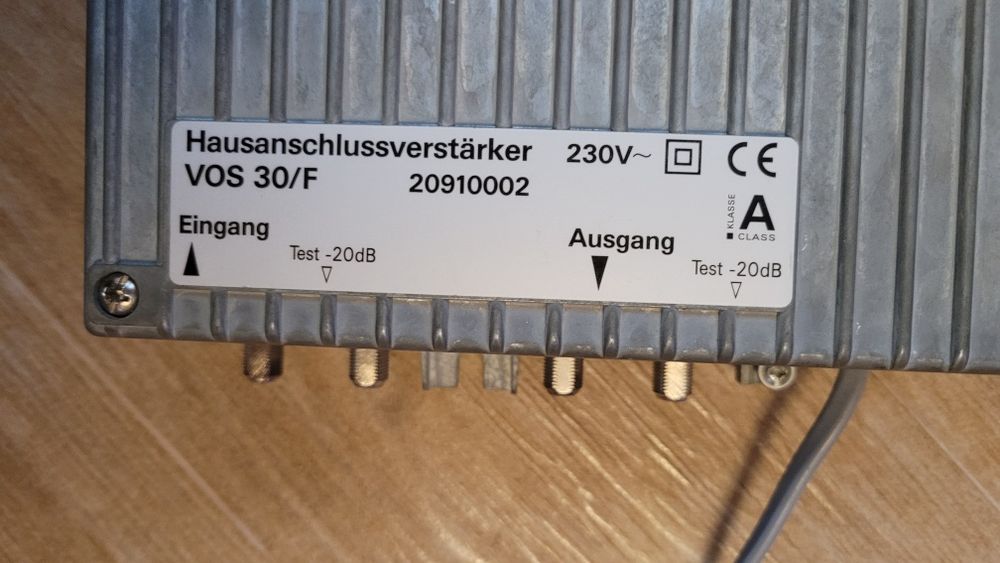 Hausanschlussverstärker 230V~ CE
VOS 30/F 20910002
KLASSE A CLASS
Eingang Ausgang
Test -20dB Test -20dB